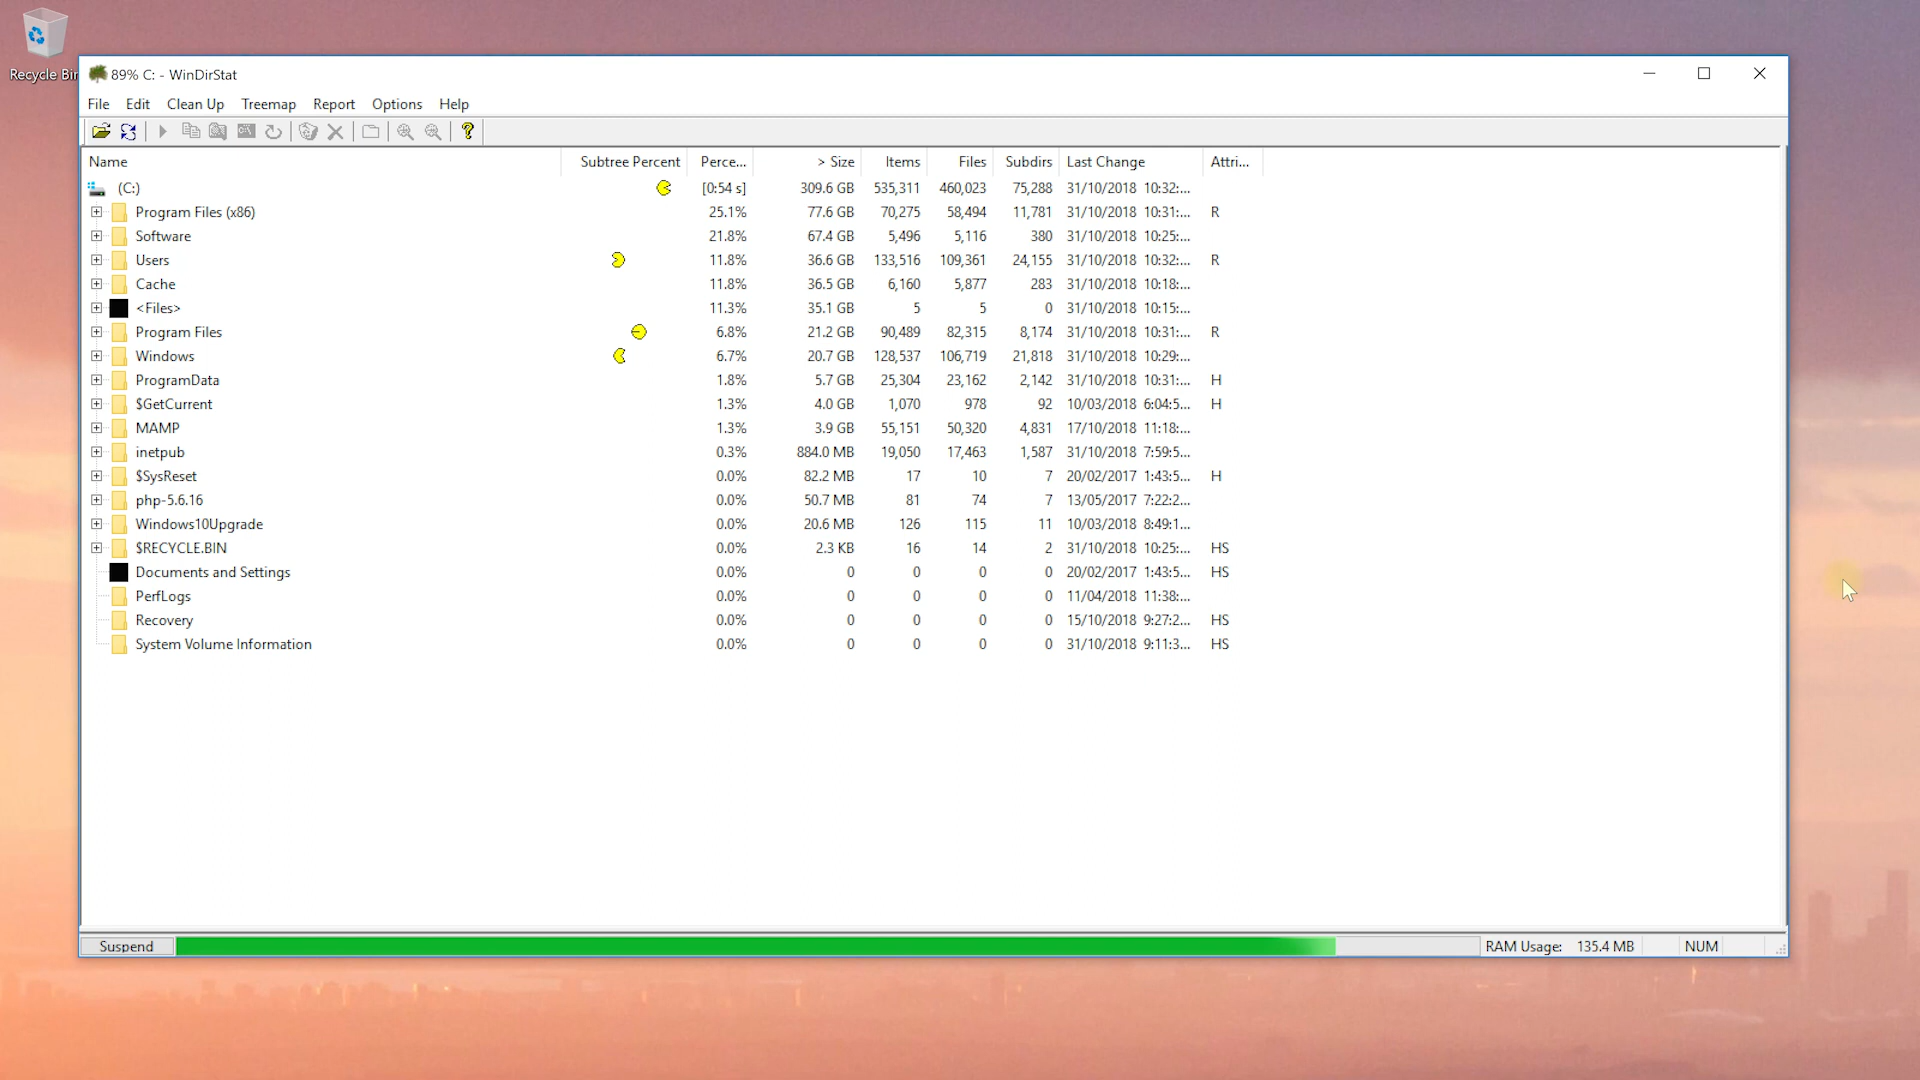 Recycle Bin
89% C: - WinDirStat
File Edit Clean Up Treemap Report Options Help
Name Subtree Percent Perce... > Size Items Files Subdirs Last Change Attri...
(C:) [0:54 s] 309.6 GB 535,311 460,023 75,288 31/10/2018 10:32:...
Program Files (x86) 25.1% 77.6 GB 70,275 58,494 11,781 31/10/2018 10:31:... R
Software 21.8% 67.4 GB 5,496 5,116 380 31/10/2018 10:25:...
Users 11.8% 36.6 GB 133,516 109,361 24,155 31/10/2018 10:32:... R
Cache 11.8% 36.5 GB 6,160 5,877 283 31/10/2018 10:18:...
<Files> 11.3% 35.1 GB 5 5 0 31/10/2018 10:15:...
Program Files 6.8% 21.2 GB 90,489 82,315 8,174 31/10/2018 10:31:... R
Windows 6.7% 20.7 GB 128,537 106,719 21,818 31/10/2018 10:29:...
ProgramData 1.8% 5.7 GB 25,304 23,162 2,142 31/10/2018 10:31:... H
$GetCurrent 1.3% 4.0 GB 1,070 978 92 10/03/2018 6:04:5... H
MAMP 1.3% 3.9 GB 55,151 50,320 4,831 17/10/2018 11:18:...
inetpub 0.3% 884.0 MB 19,050 17,463 1,587 31/10/2018 7:59:5...
$SysReset 0.0% 82.2 MB 17 10 7 20/02/2017 1:43:5... H
php-5.6.16 0.0% 50.7 MB 81 74 7 13/05/2017 7:22:2...
Windows10Upgrade 0.0% 20.6 MB 126 115 11 10/03/2018 8:49:1...
$RECYCLE.BIN 0.0% 2.3 KB 16 14 2 31/10/2018 10:25:... HS
Documents and Settings 0.0% 0 0 0 0 20/02/2017 1:43:5... HS
PerfLogs 0.0% 0 0 0 0 11/04/2018 11:38:...
Recovery 0.0% 0 0 0 0 15/10/2018 9:27:2... HS
System Volume Information 0.0% 0 0 0 0 31/10/2018 9:11:3... HS
Suspend RAM Usage: 135.4 MB NUM